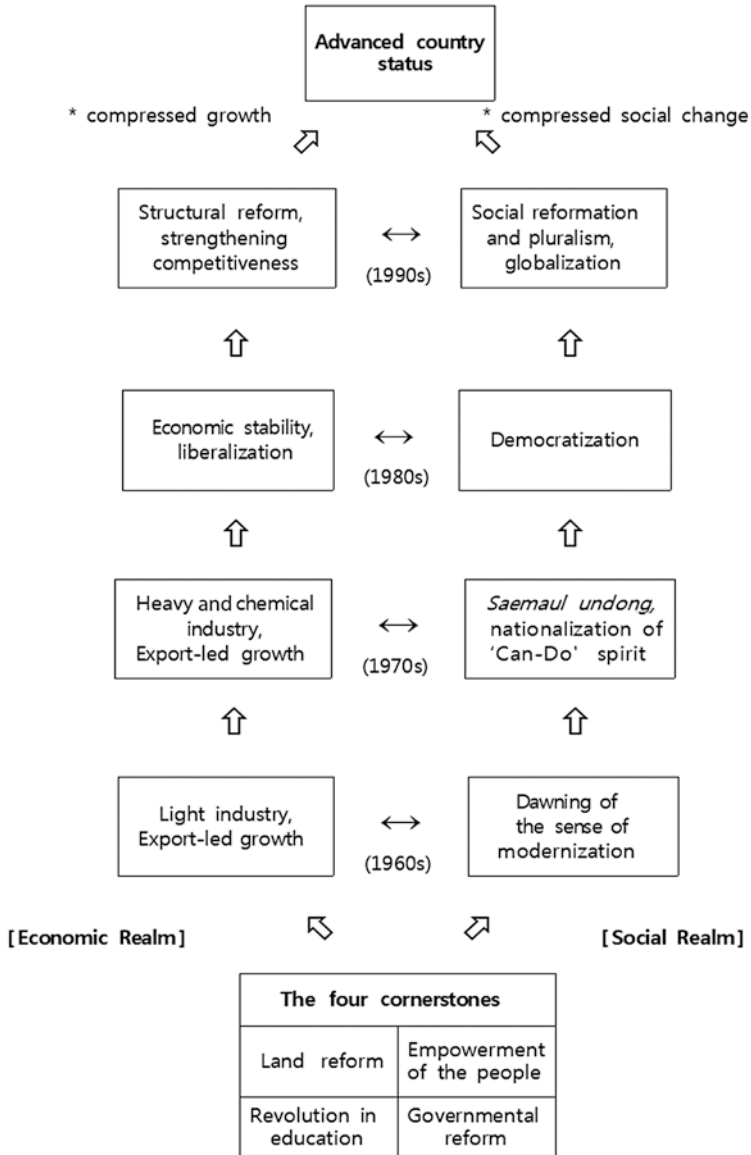 Advanced country
status
* compressed growth
* compressed social change
Structural reform,
strengthening
competitiveness
(1990s)
Social reformation
and pluralism,
globalization
Economic stability,
liberalization
(1980s)
Democratization
Heavy and chemical
industry,
Export-led growth
(1970s)
Saemaul undong,
nationalization of
‘Can-Do' spirit
Light industry,
Export-led growth
(1960s)
Dawning of
the sense of
modernization
[Economic Realm]
[Social Realm]
The four cornerstones
Land reform
Empowerment
of the people
Revolution in
education
Governmental
reform